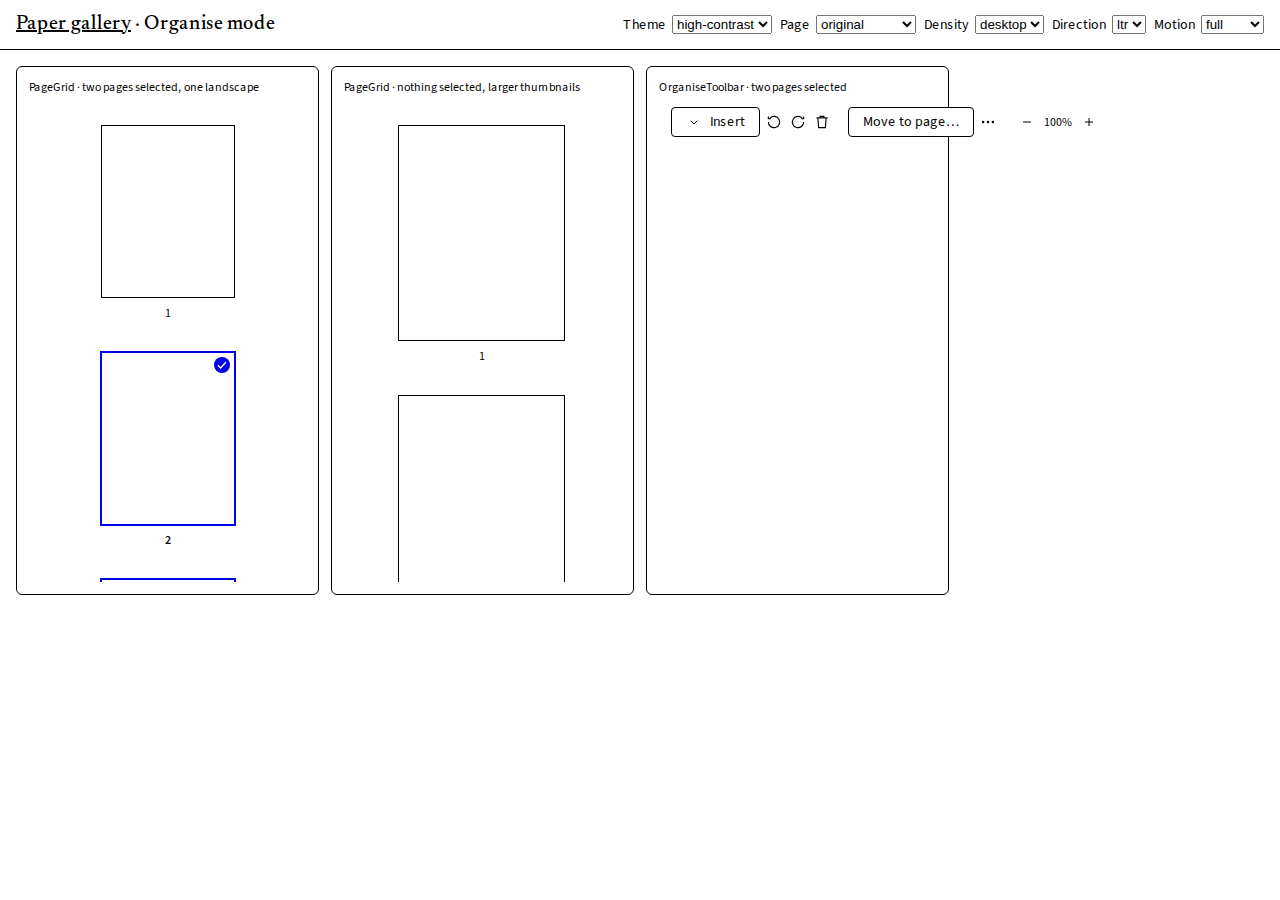 Paper gallery · Organise mode
Theme high-contrast Page original Density desktop Direction ltr Motion full
PageGrid · two pages selected, one landscape
1
2
PageGrid · nothing selected, larger thumbnails
1
OrganiseToolbar · two pages selected
Insert Move to page… 100%